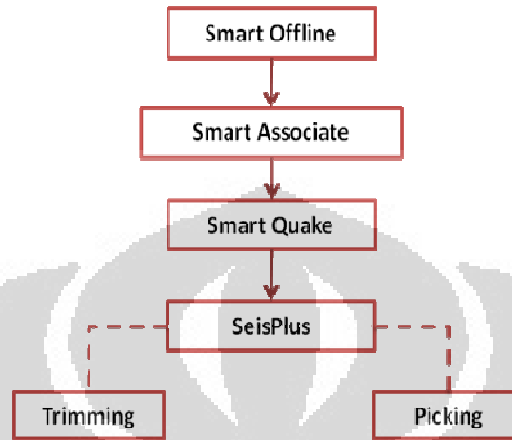 Smart Offline
Smart Associate
Smart Quake
SeisPlus
Trimming
Picking